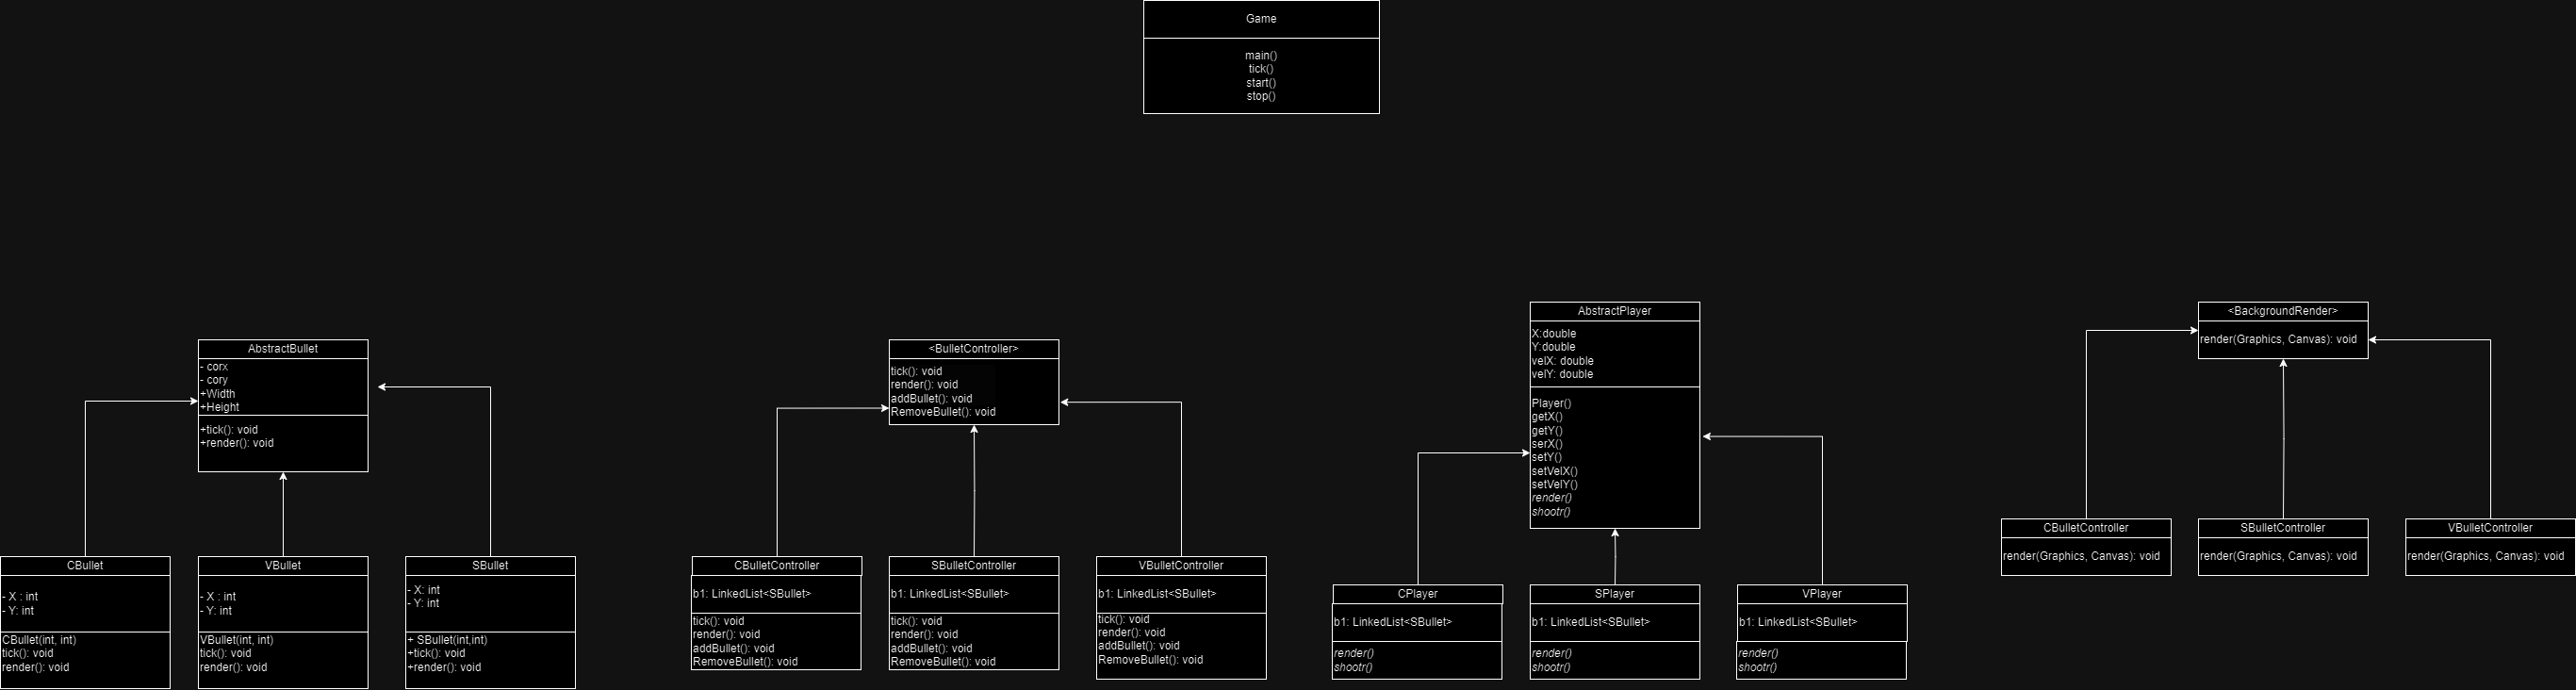 Game
main()
tick()
start()
stop()
AbstractBullet
- corx
- cory
+Width
+Height
+tick(): void
+render(): void
CBullet
- X : int
- Y: int
CBullet(int, int)
tick(): void
render(): void
VBullet
- X : int
- Y: int
VBullet(int, int)
tick(): void
render(): void
SBullet
- X: int
- Y: int
+ SBullet(int,int)
+tick(): void
+render(): void
<BulletController>
tick(): void
render(): void
addBullet(): void
RemoveBullet(): void
CBulletController
b1: LinkedList<SBullet>
tick(): void
render(): void
addBullet(): void
RemoveBullet(): void
SBulletController
b1: LinkedList<SBullet>
tick(): void
render(): void
addBullet(): void
RemoveBullet(): void
VBulletController
b1: LinkedList<SBullet>
tick(): void
render(): void
addBullet(): void
RemoveBullet(): void
AbstractPlayer
X:double
Y:double
velX: double
velY: double
Player()
getX()
getY()
serX()
setY()
setVelX()
setVelY()
render()
shootr()
CPlayer
b1: LinkedList<SBullet>
render()
shootr()
SPlayer
b1: LinkedList<SBullet>
render()
shootr()
VPlayer
b1: LinkedList<SBullet>
render()
shootr()
<BackgroundRender>
render(Graphics, Canvas): void
CBulletController
render(Graphics, Canvas): void
SBulletController
render(Graphics, Canvas): void
VBulletController
render(Graphics, Canvas): void